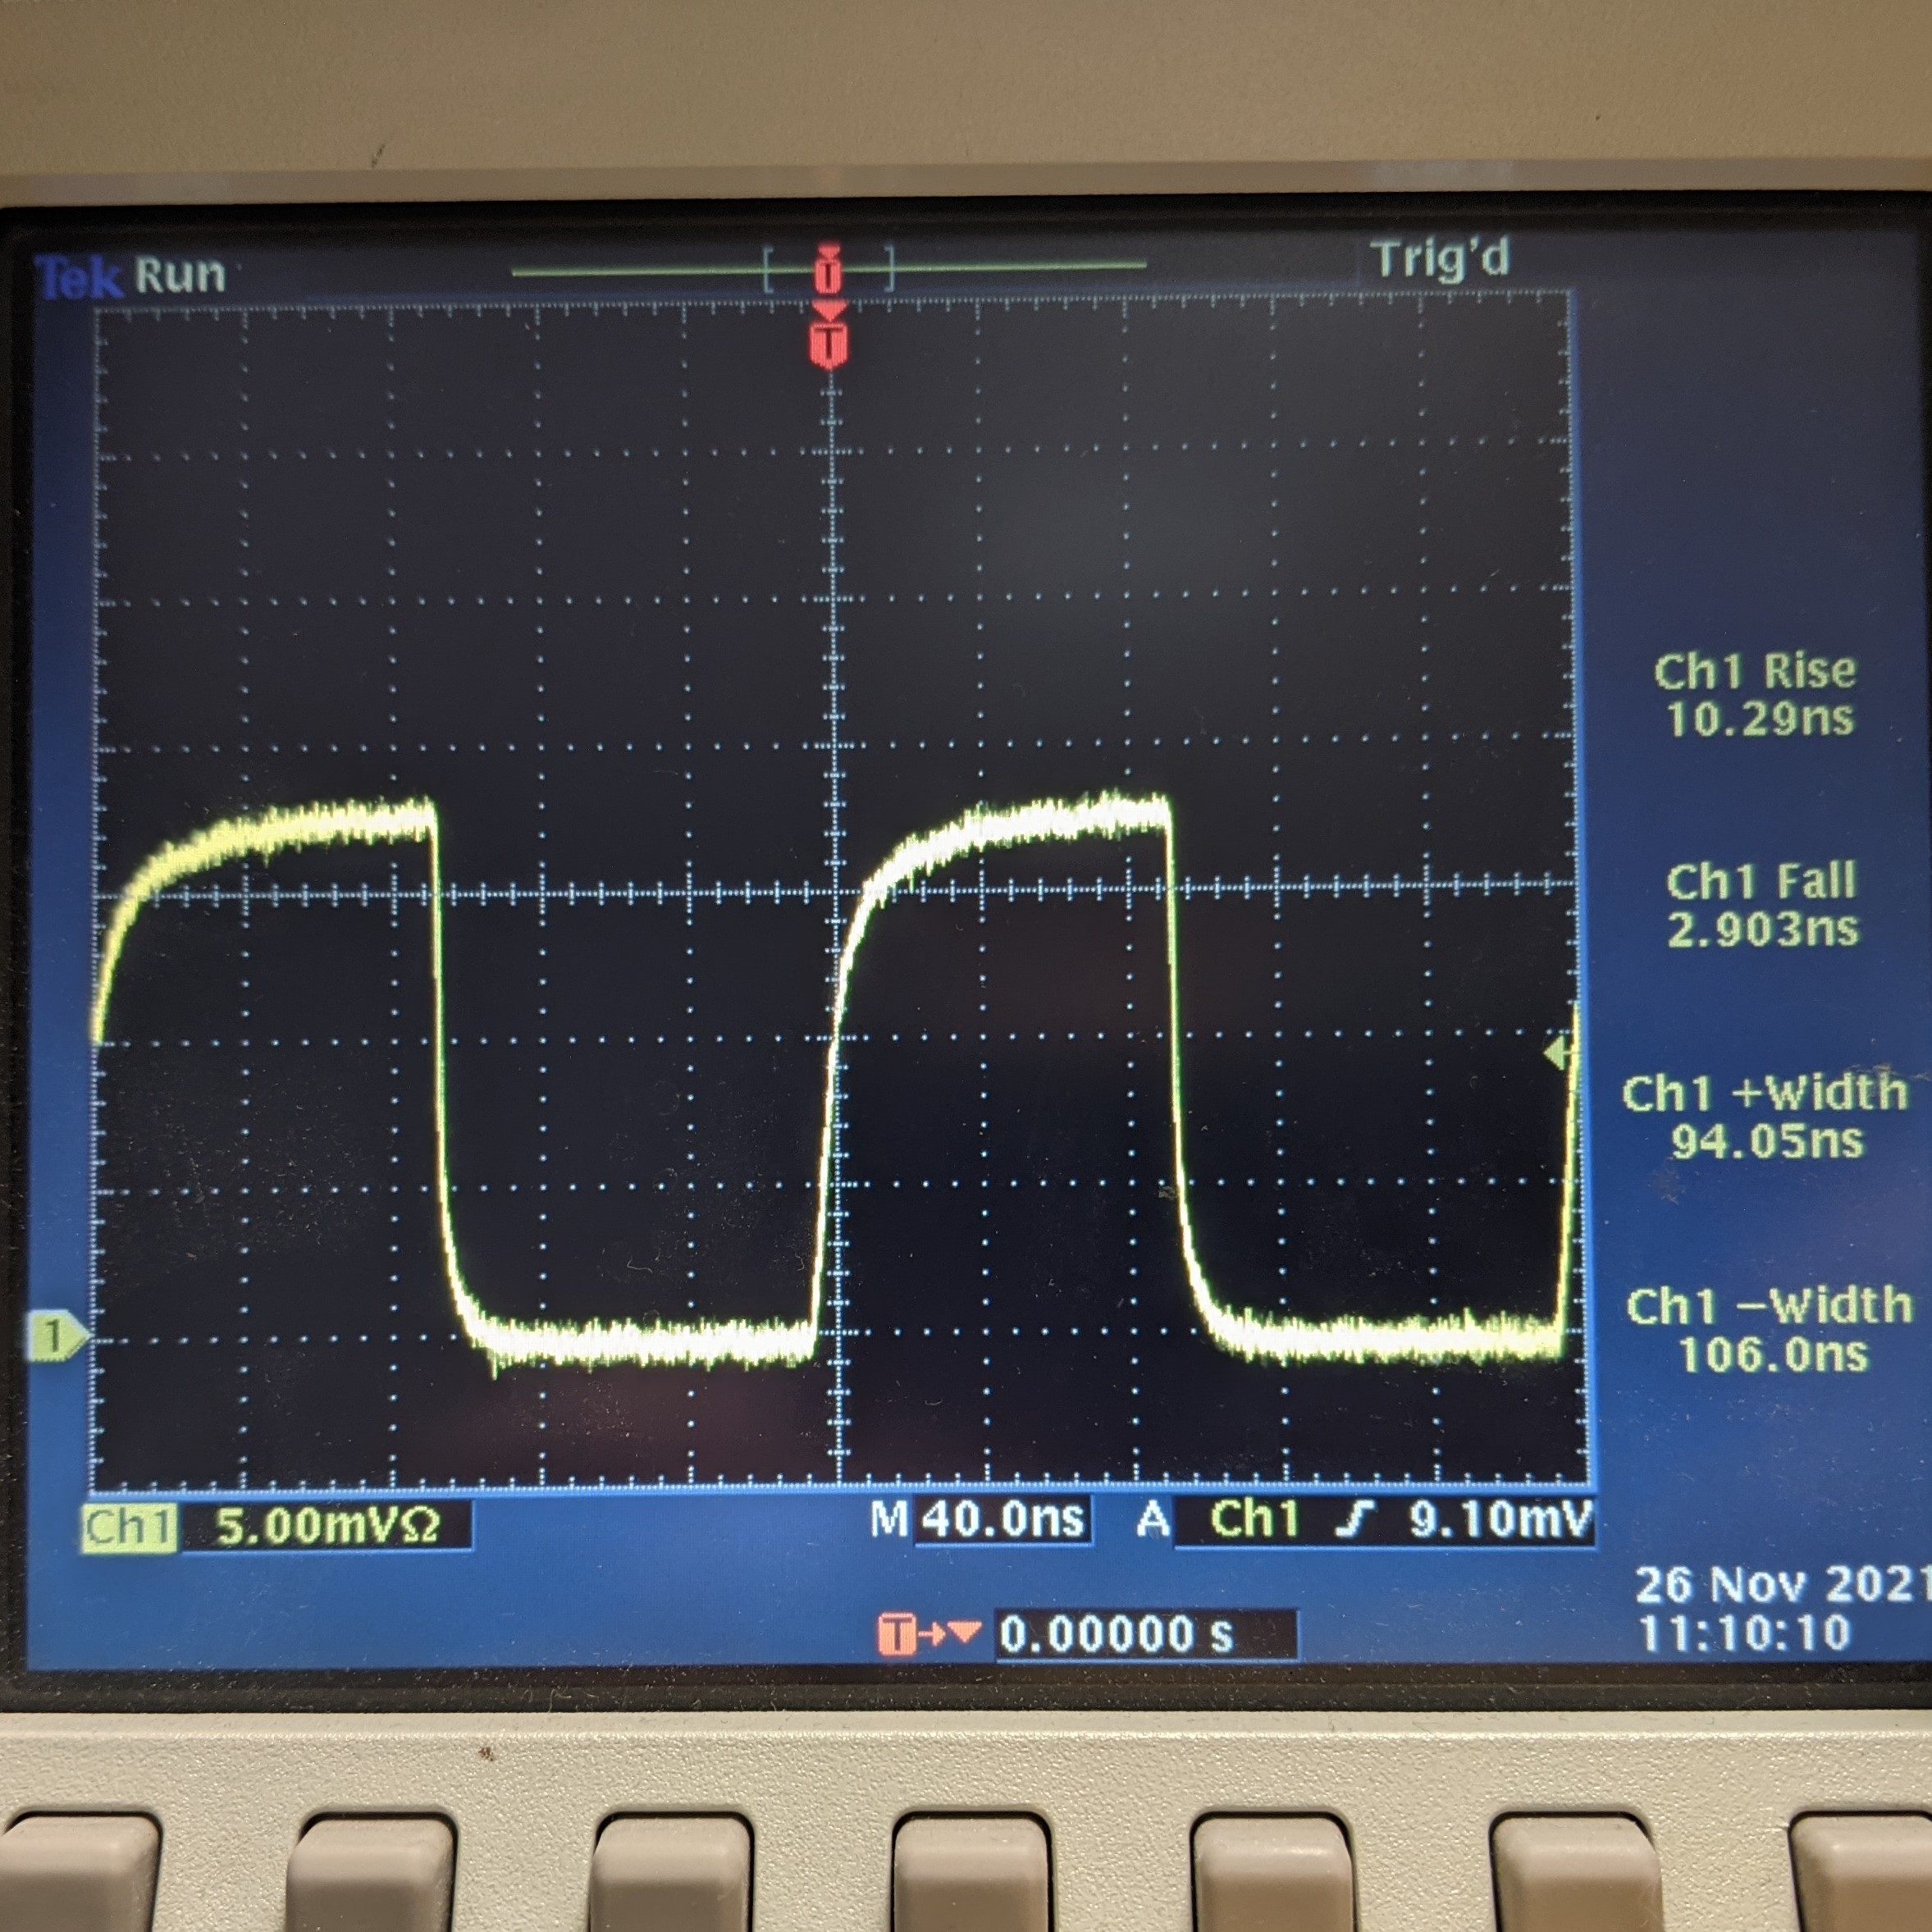 Tek Run Trig'd
T
T
Ch1 Rise
10.29ns
Ch1 Fall
2.903ns
Ch1 +Width
94.05ns
Ch1 −Width
106.0ns
1
Ch1 5.00mVΩ M 40.0ns A Ch1 9.10mV
26 Nov 2021
T 0.00000 s
11:10:10